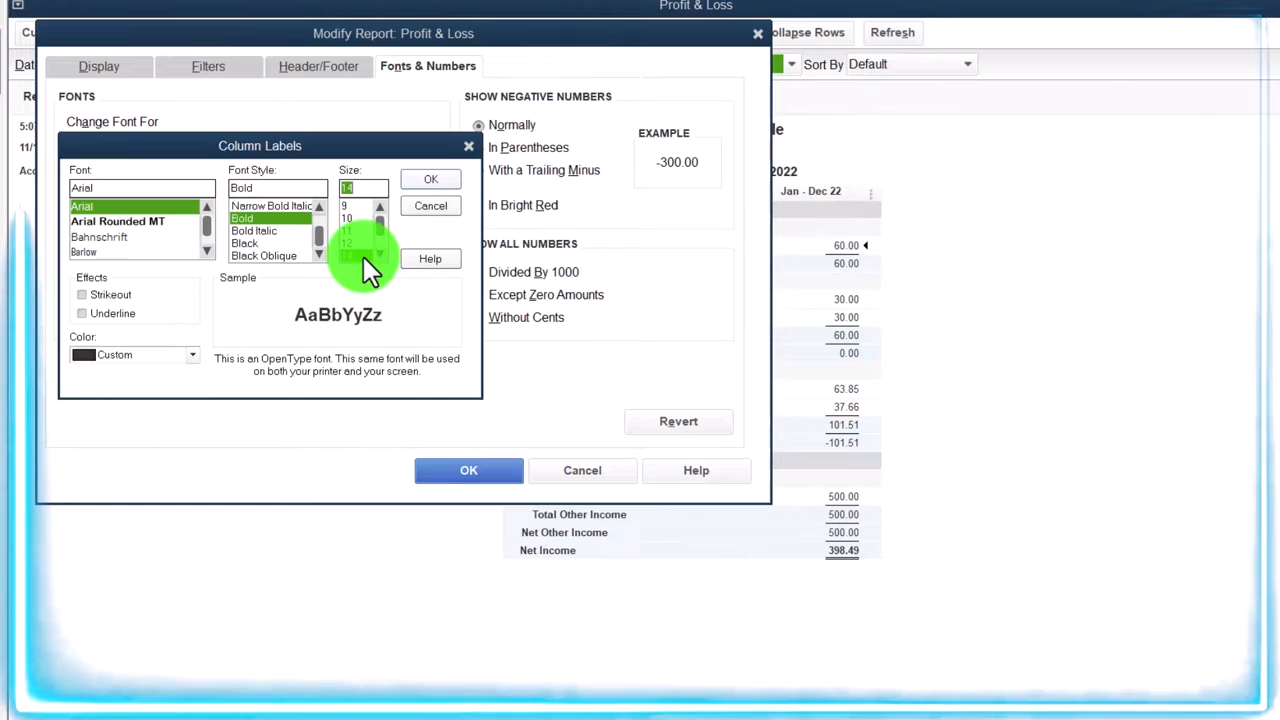 Profit & Loss
Modify Report: Profit & Loss
ollapse Rows
Refresh
Sort By
Default
Display
Filters
Header/Footer
Fonts & Numbers
FONTS
Change Font For
SHOW NEGATIVE NUMBERS
Normally
In Parentheses
With a Trailing Minus
In Bright Red
EXAMPLE
-300.00
Column Labels
Font:
Arial
Arial
Arial Rounded MT
Bahnschrift
Barlow
Font Style:
Bold
Narrow Bold Italic
Bold
Bold Italic
Black
Black Oblique
Size:
14
9
10
11
12
14
OK
Cancel
Help
Effects
Strikeout
Underline
Color:
Custom
Sample
AaBbYyZz
This is an OpenType font. This same font will be used
on both your printer and your screen.
OW ALL NUMBERS
Divided By 1000
Except Zero Amounts
Without Cents
Revert
OK
Cancel
Help
2022
Jan - Dec 22
60.00
60.00
30.00
30.00
60.00
0.00
63.85
37.66
101.51
-101.51
500.00
Total Other Income 500.00
Net Other Income 500.00
Net Income 398.49